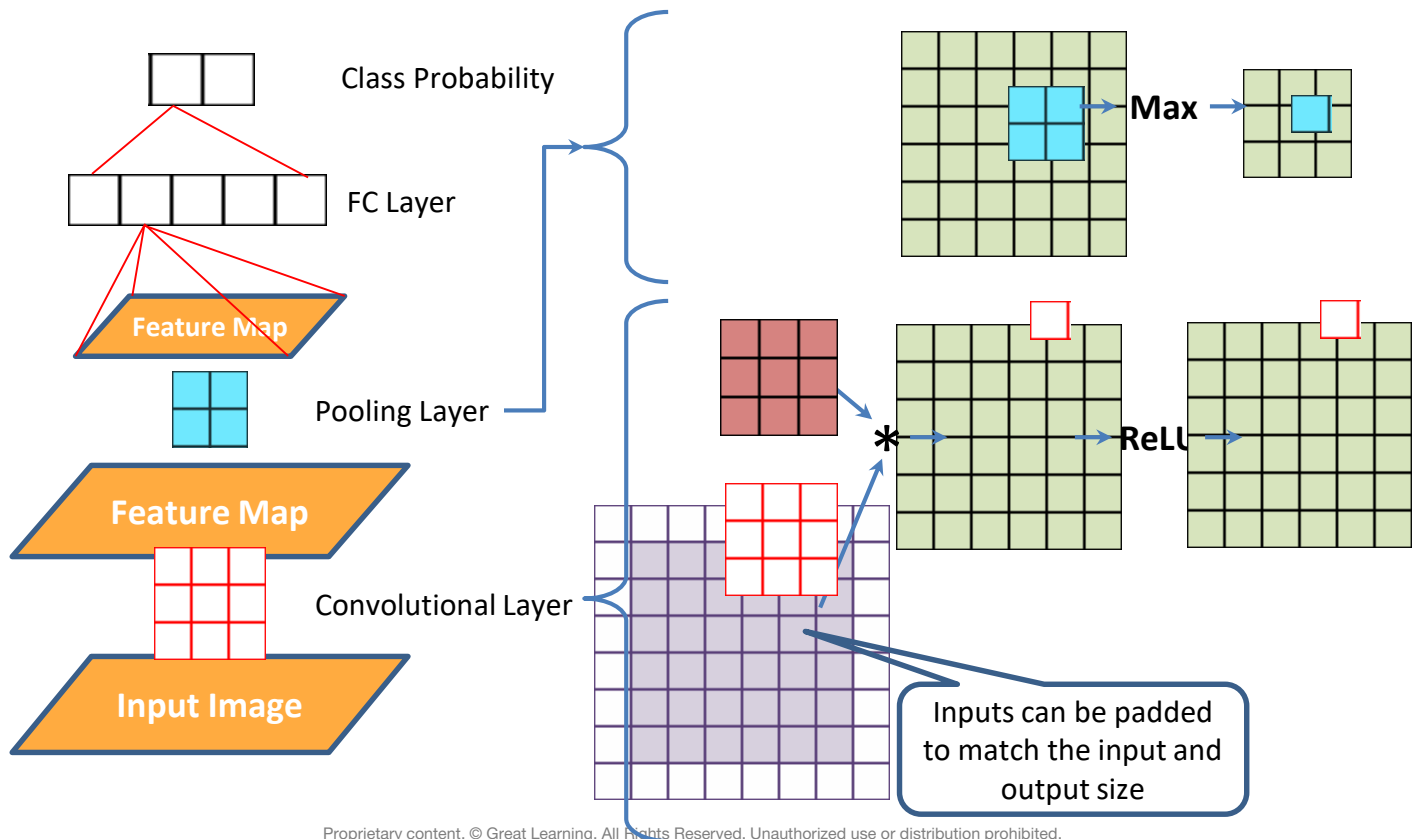 Class Probability
Max
FC Layer
Feature Map
Pooling Layer
*
ReLU
Feature Map
Convolutional Layer
Input Image
Inputs can be padded
to match the input and
output size
Proprietary content. © Great Learning. All Rights Reserved. Unauthorized use or distribution prohibited.